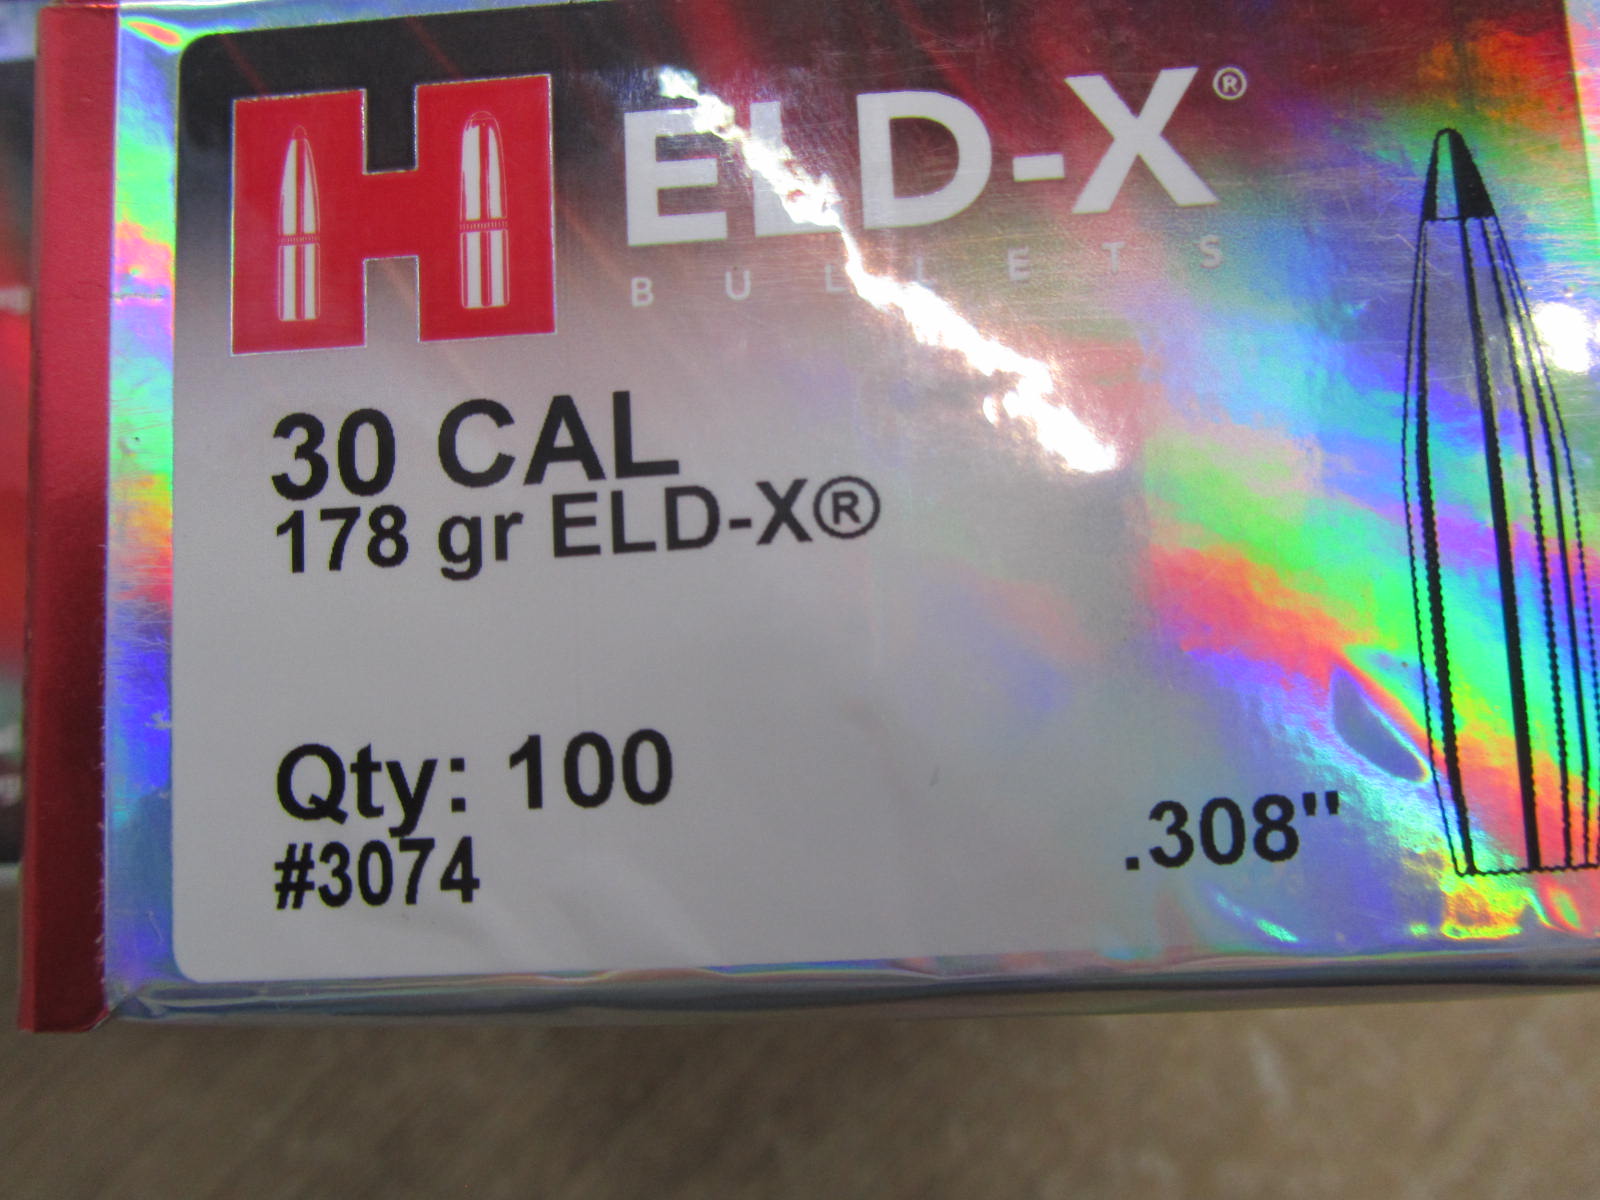 H ELD-X®
BULLETS
30 CAL
178 gr ELD-X®
Qty: 100
#3074
.308"